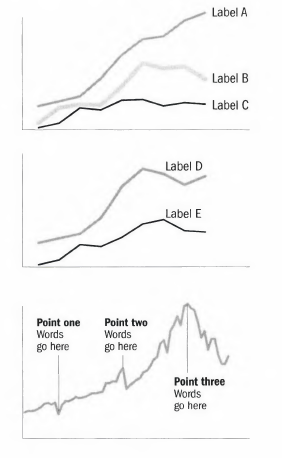 Label A
Label B
Label C
Label D
Label E
Point one
Words
go here
Point two
Words
go here
Point three
Words
go here